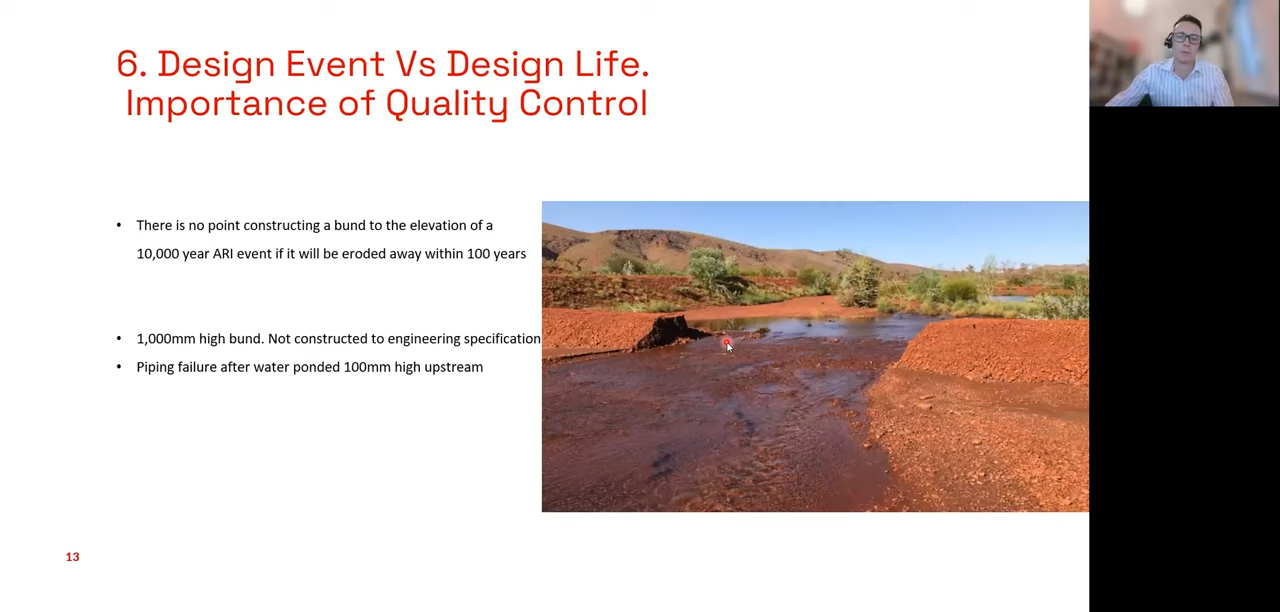 6. Design Event Vs Design Life.
Importance of Quality Control
• There is no point constructing a bund to the elevation of a
10,000 year ARI event if it will be eroded away within 100 years
• 1,000mm high bund. Not constructed to engineering specification
• Piping failure after water ponded 100mm high upstream
13